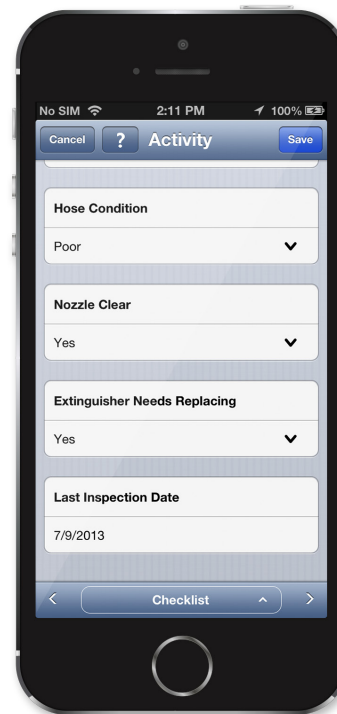 No SIM 2:11 PM 100%
Cancel ? Activity Save
Hose Condition
Poor
Nozzle Clear
Yes
Extinguisher Needs Replacing
Yes
Last Inspection Date
7/9/2013
Checklist